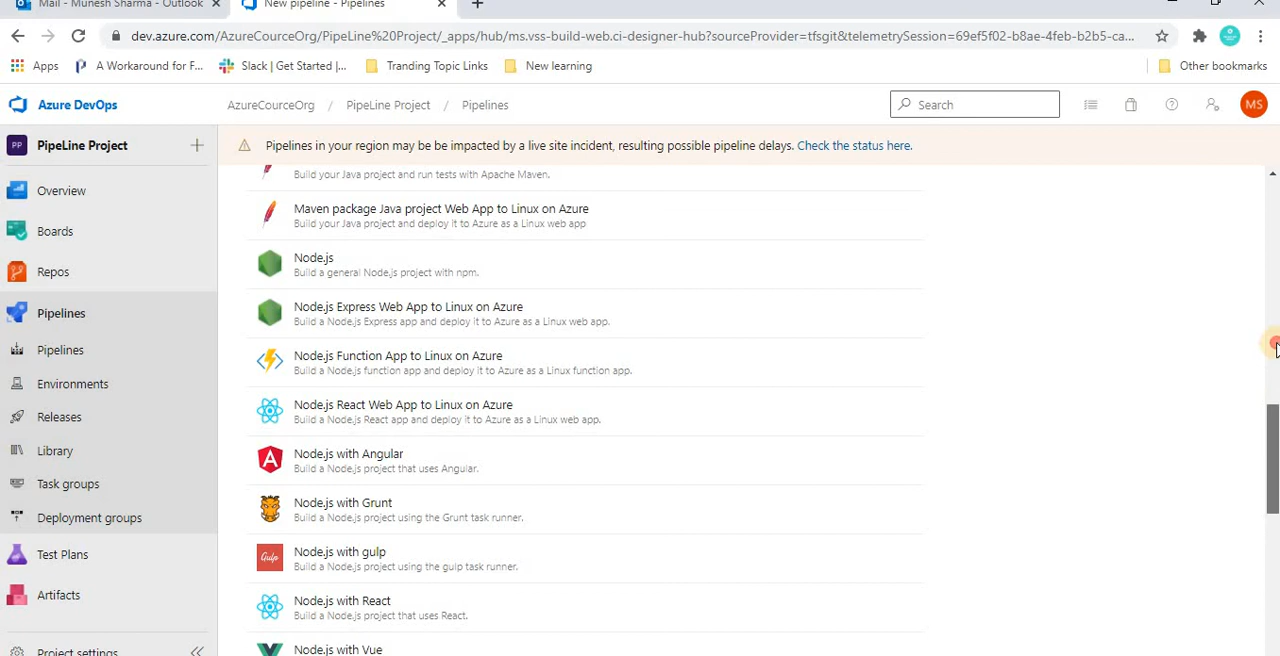 Mail - Munesh Sharma - Outlook
New pipeline - Pipelines
dev.azure.com/AzureCourceOrg/PipeLine%20Project/_apps/hub/ms.vss-build-web.ci-designer-hub?sourceProvider=tfsgit&telemetrySession=69ef5f02-b8ae-4feb-b2b5-ca...
Apps
A Workaround for F...
Slack | Get Started |...
Tranding Topic Links
New learning
Other bookmarks
Azure DevOps
AzureCourceOrg / PipeLine Project / Pipelines
Search
MS
PP PipeLine Project
Pipelines in your region may be be impacted by a live site incident, resulting possible pipeline delays. Check the status here.
Overview
Boards
Repos
Pipelines
Pipelines
Environments
Releases
Library
Task groups
Deployment groups
Test Plans
Artifacts
Project settings
Build your Java project and run tests with Apache Maven.
Maven package Java project Web App to Linux on Azure
Build your Java project and deploy it to Azure as a Linux web app
Node.js
Build a general Node.js project with npm.
Node.js Express Web App to Linux on Azure
Build a Node.js Express app and deploy it to Azure as a Linux web app.
Node.js Function App to Linux on Azure
Build a Node.js function app and deploy it to Azure as a Linux function app.
Node.js React Web App to Linux on Azure
Build a Node.js React app and deploy it to Azure as a Linux web app.
Node.js with Angular
Build a Node.js project that uses Angular.
Node.js with Grunt
Build a Node.js project using the Grunt task runner.
Gulp
Node.js with gulp
Build a Node.js project using the gulp task runner.
Node.js with React
Build a Node.js project that uses React.
Node.js with Vue